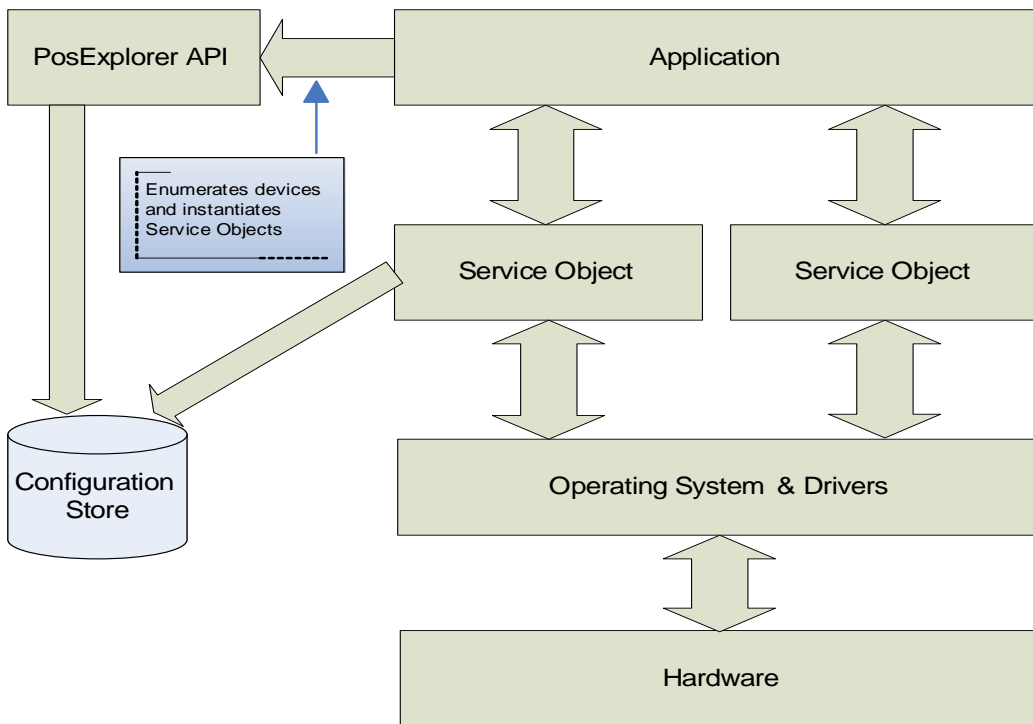 PosExplorer API
Application
Enumerates devices
and instantiates
Service Objects
Service Object
Service Object
Configuration
Store
Operating System & Drivers
Hardware